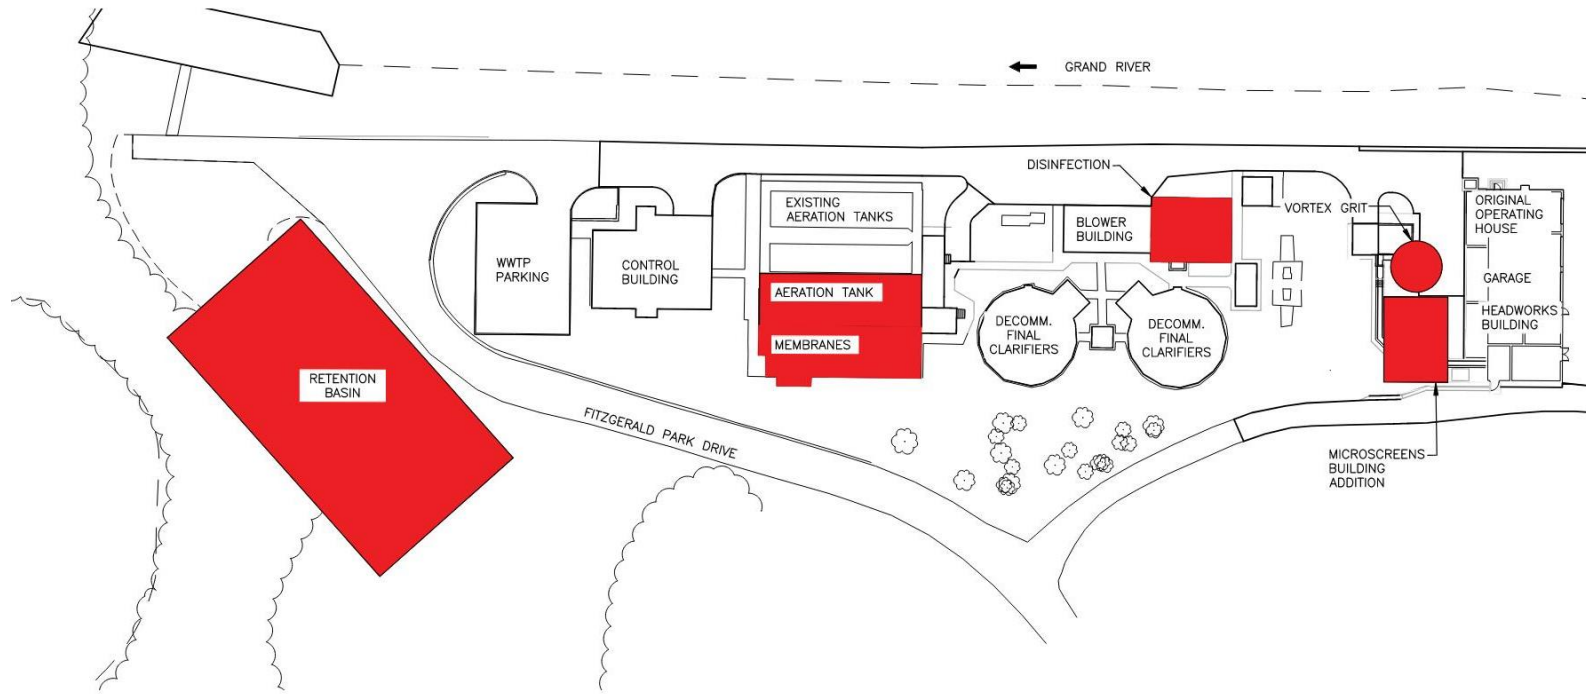 GRAND RIVER
DISINFECTION
EXISTING
AERATION TANKS
BLOWER
BUILDING
VORTEX GRIT
ORIGINAL
OPERATING
HOUSE
WWTP
PARKING
CONTROL
BUILDING
GARAGE
AERATION TANK
HEADWORKS
BUILDING
MEMBRANES
DECOMM.
FINAL
CLARIFIERS
DECOMM.
FINAL
CLARIFIERS
RETENTION
BASIN
FITZGERALD PARK DRIVE
MICROSCREENS
BUILDING
ADDITION